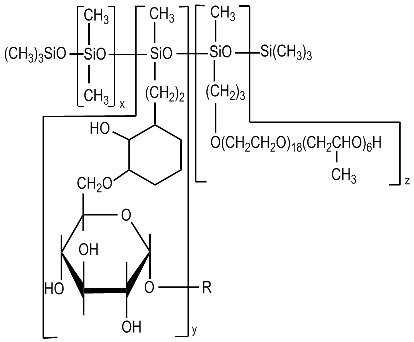 CH₃ CH₃ CH₃
(CH₃)₃SiO SiO SiO SiO Si(CH₃)₃
CH₃ x (CH₂)₂ (CH₂)₃
HO O(CH₂CH₂O)₁₈(CH₂CHO)₆H
CH₂O CH₃
z
O
OH
HO O R
OH y